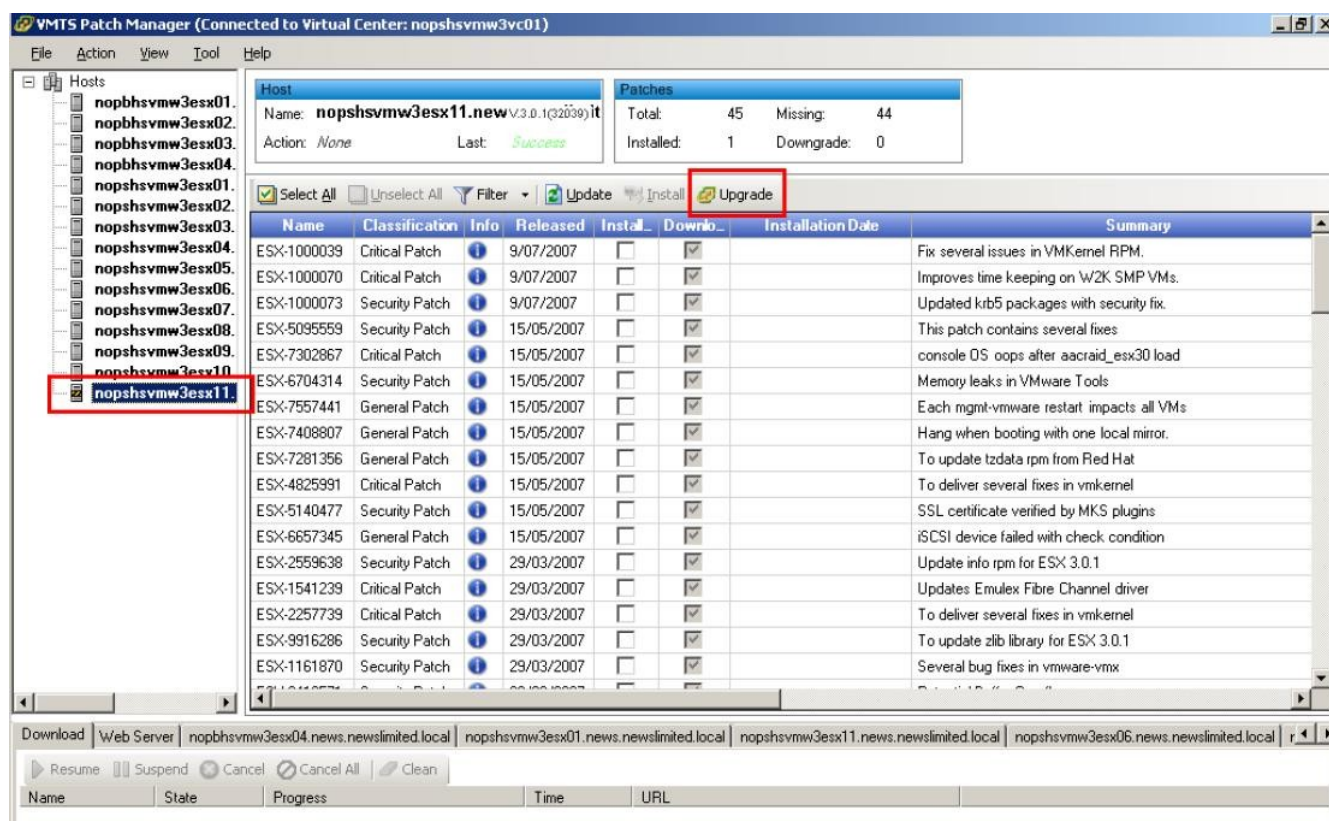 VMTS Patch Manager (Connected to Virtual Center: nopshsvmw3vc01)
File Action View Tool Help
Hosts
nopbhsvmw3esx01.
nopbhsvmw3esx02.
nopbhsvmw3esx03.
nopbhsvmw3esx04.
nopshsvmw3esx01.
nopshsvmw3esx02.
nopshsvmw3esx03.
nopshsvmw3esx04.
nopshsvmw3esx05.
nopshsvmw3esx06.
nopshsvmw3esx07.
nopshsvmw3esx08.
nopshsvmw3esx09.
nopshsvmw3esx10.
nopshsvmw3esx11.
Host
Name: nopshsvmw3esx11.new V.3.0.1(32039)
Action: None Last: Success
Patches
Total: 45 Missing: 44
Installed: 1 Downgrade: 0
Select All Unselect All Filter Update Install Upgrade
Name Classification Info Released Instal_ Downlo_ Installation Date Summary
ESX-1000039 Critical Patch 9/07/2007 Fix several issues in VMKernel RPM.
ESX-1000070 Critical Patch 9/07/2007 Improves time keeping on W2K SMP VMs.
ESX-1000073 Security Patch 9/07/2007 Updated krb5 packages with security fix.
ESX-5095559 Security Patch 15/05/2007 This patch contains several fixes
ESX-7302867 Critical Patch 15/05/2007 console OS oops after aacraid_esx30 load
ESX-6704314 Security Patch 15/05/2007 Memory leaks in VMware Tools
ESX-7557441 General Patch 15/05/2007 Each mgmt-vmware restart impacts all VMs
ESX-7408807 General Patch 15/05/2007 Hang when booting with one local mirror.
ESX-7281356 General Patch 15/05/2007 To update tzdata rpm from Red Hat
ESX-4825991 Critical Patch 15/05/2007 To deliver several fixes in vmkernel
ESX-5140477 Security Patch 15/05/2007 SSL certificate verified by MKS plugins
ESX-6657345 General Patch 15/05/2007 iSCSI device failed with check condition
ESX-2559638 Security Patch 29/03/2007 Update info rpm for ESX 3.0.1
ESX-1541239 Critical Patch 29/03/2007 Updates Emulex Fibre Channel driver
ESX-2257739 Critical Patch 29/03/2007 To deliver several fixes in vmkernel
ESX-9916286 Security Patch 29/03/2007 To update zlib library for ESX 3.0.1
ESX-1161870 Security Patch 29/03/2007 Several bug fixes in vmware-vmx
Download Web Server nopbhsvmw3esx04.news.newslimited.local nopshsvmw3esx01.news.newslimited.local nopshsvmw3esx11.news.newslimited.local nopshsvmw3esx06.news.newslimited.local
Resume Suspend Cancel Cancel All Clean
Name State Progress Time URL